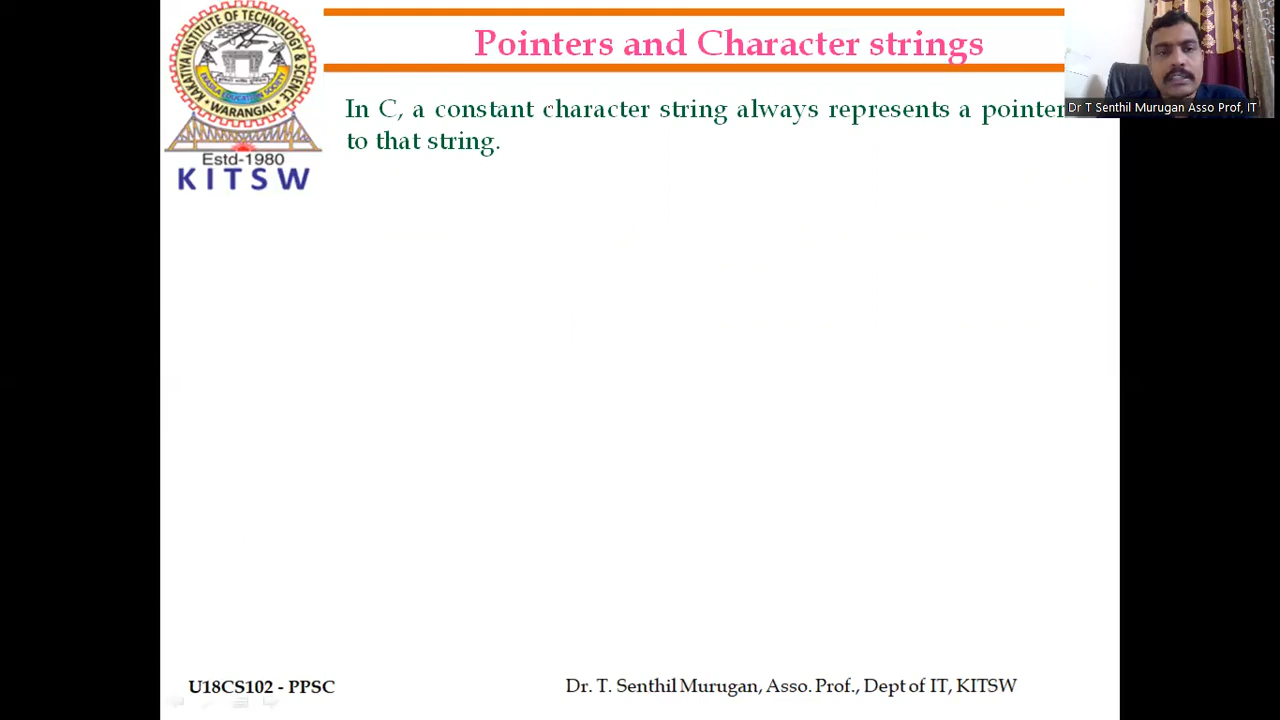 KAKATIYA INSTITUTE OF TECHNOLOGY & SCIENCE
WARANGAL
Estd-1980
KITSW
Pointers and Character strings
Dr T Senthil Murugan Asso Prof, IT
In C, a constant character string always represents a pointer
to that string.
U18CS102 - PPSC
Dr. T. Senthil Murugan, Asso. Prof., Dept of IT, KITSW